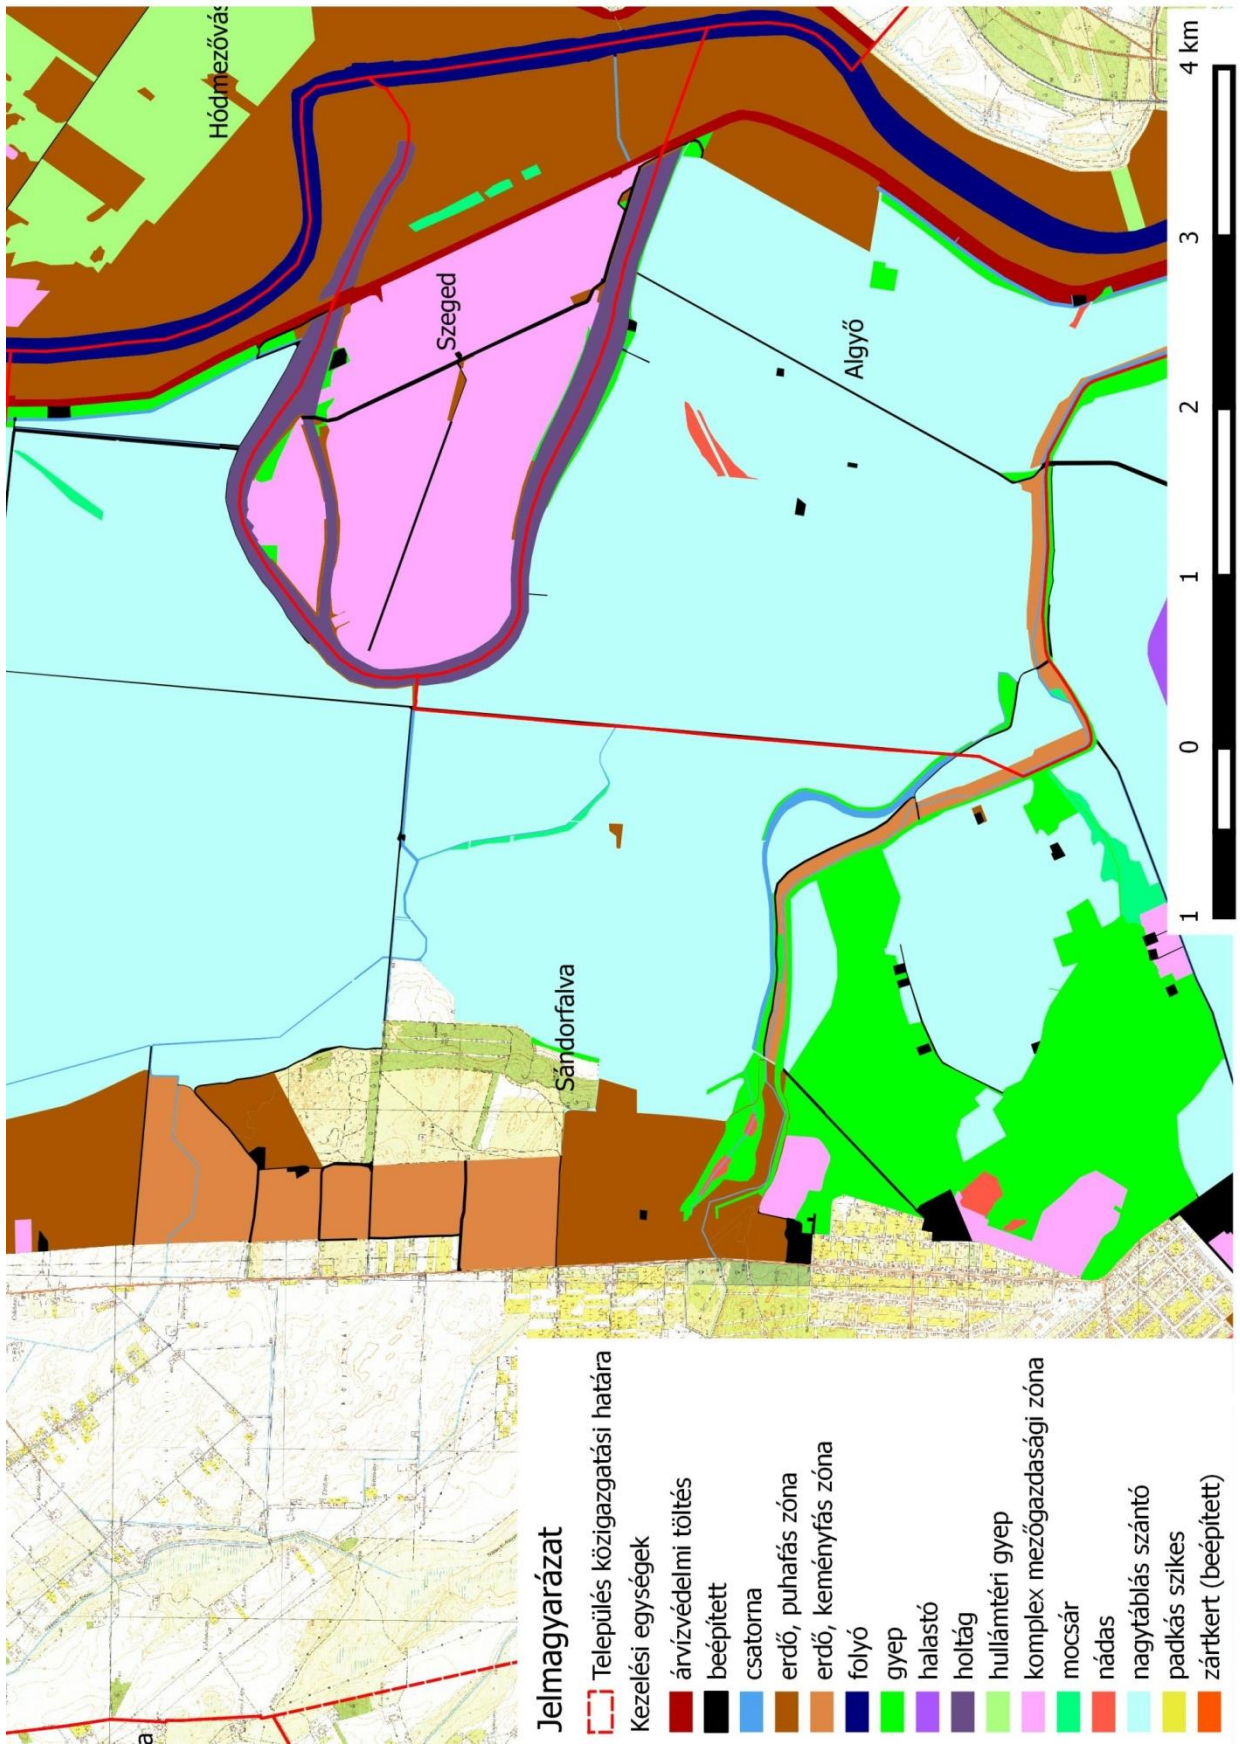 Hódmezővás
Szeged
Algyő
Sándorfalva
a
1 0 1 2 3 4 km
Jelmagyarázat
Település közigazgatási határa
Kezelési egységek
árvízvédelmi töltés
beépített
csatorna
erdő, puhafás zóna
erdő, keményfás zóna
folyó
gyep
halastó
holtág
hullámtéri gyep
komplex mezőgazdasági zóna
mocsár
nádas
nagytáblás szántó
padkás szikes
zártkert (beépített)